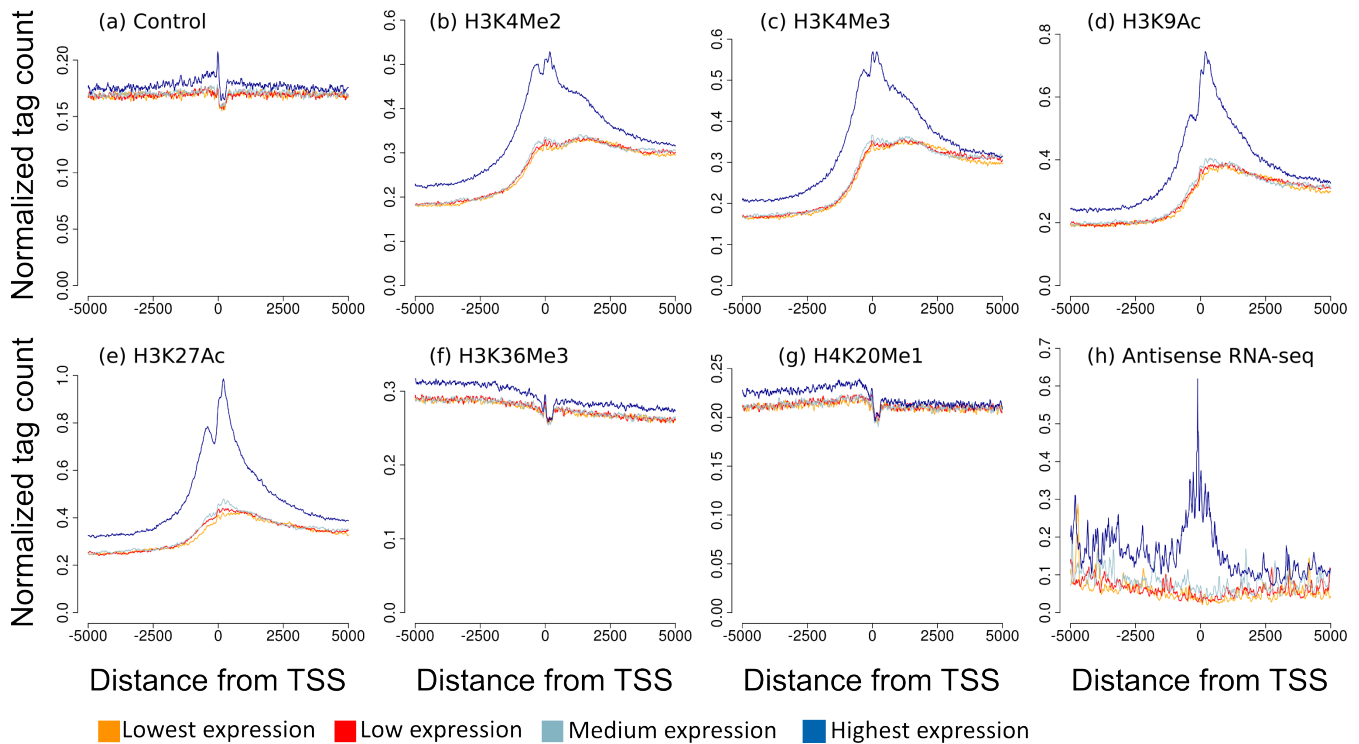 (a) Control
(b) H3K4Me2
(c) H3K4Me3
(d) H3K9Ac
Normalized tag count
0.00 0.05 0.10 0.15 0.20
0.0 0.1 0.2 0.3 0.4 0.5 0.6
0.0 0.1 0.2 0.3 0.4 0.5 0.6
0.0 0.2 0.4 0.6 0.8
-5000 -2500 0 2500 5000
-5000 -2500 0 2500 5000
-5000 -2500 0 2500 5000
-5000 -2500 0 2500 5000
(e) H3K27Ac
(f) H3K36Me3
(g) H4K20Me1
(h) Antisense RNA-seq
Normalized tag count
0.0 0.2 0.4 0.6 0.8 1.0
0.0 0.1 0.2 0.3
0.00 0.05 0.10 0.15 0.20 0.25
0.0 0.1 0.2 0.3 0.4 0.5 0.6 0.7
-5000 -2500 0 2500 5000
-5000 -2500 0 2500 5000
-5000 -2500 0 2500 5000
-5000 -2500 0 2500 5000
Distance from TSS
Distance from TSS
Distance from TSS
Distance from TSS
Lowest expression
Low expression
Medium expression
Highest expression